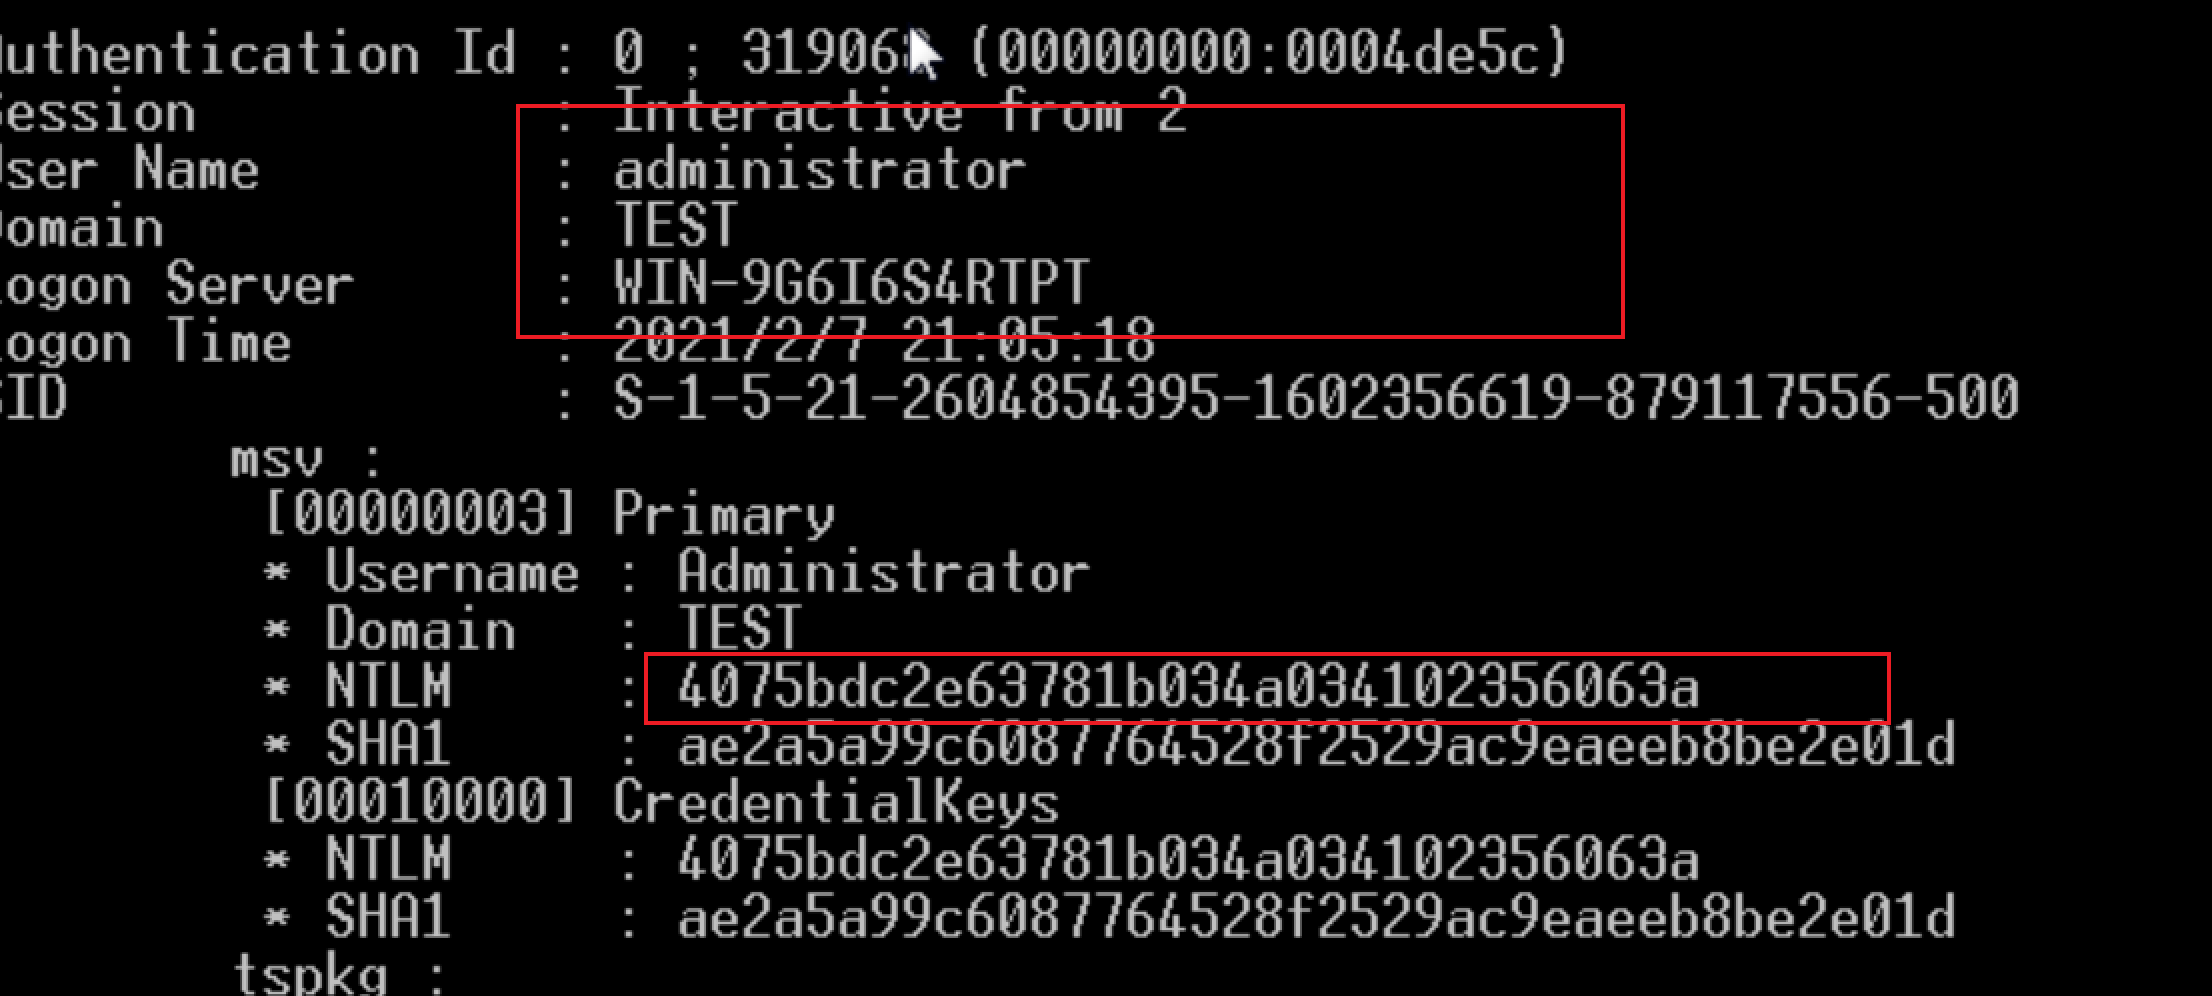 uthentication Id : 0 ; 31906 (00000000:0004de5c)
ession : Interactive from 2
ser Name : administrator
omain : TEST
ogon Server : WIN-9G6I6S4RTPT
ogon Time : 2021/2/7 21:05:18
ID : S-1-5-21-2604854395-1602356619-879117556-500
msv :
[00000003] Primary
* Username : Administrator
* Domain : TEST
* NTLM : 4075bdc2e63781b034a034102356063a
* SHA1 : ae2a5a99c6087764528f2529ac9eaeeb8be2e01d
[00010000] CredentialKeys
* NTLM : 4075bdc2e63781b034a034102356063a
* SHA1 : ae2a5a99c6087764528f2529ac9eaeeb8be2e01d
tspkg :